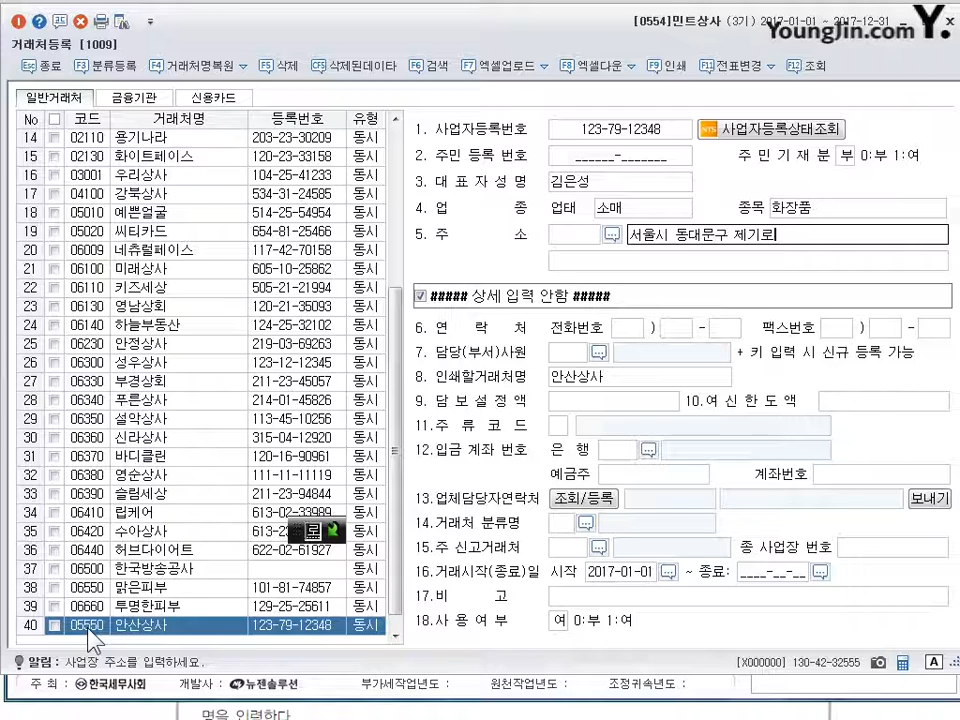 [0554]민트상사 (3기) 2017-01-01 ~ 2017-12-31
YoungJin.com Y.
거래처등록 [1009]
Esc 종료 F3 분류등록 F4 거래처명복원 F5 삭제 CF5 삭제된데이타 F6 검색 F7 엑셀업로드 F8 엑셀다운 F9 인쇄 F11 전표변경 F12 조회
일반거래처 금융기관 신용카드
No 코드 거래처명 등록번호 유형
14 02110 용기나라 203-23-30209 동시
15 02130 화이트페이스 120-23-33158 동시
16 03001 우리상사 104-25-41233 동시
17 04100 강북상사 534-31-24585 동시
18 05010 예쁜얼굴 514-25-54954 동시
19 05020 씨티카드 654-81-25466 동시
20 06009 네츄럴페이스 117-42-70158 동시
21 06100 미래상사 605-10-25862 동시
22 06110 키즈세상 505-21-21994 동시
23 06130 영남상회 120-21-35093 동시
24 06140 하늘부동산 124-25-32102 동시
25 06230 안정상사 219-03-69263 동시
26 06300 성우상사 123-12-12345 동시
27 06330 부경상회 211-23-45057 동시
28 06340 푸른상사 214-01-45826 동시
29 06350 설악상사 113-45-10256 동시
30 06360 신라상사 315-04-12920 동시
31 06370 바디클린 120-16-90961 동시
32 06380 영순상사 111-11-11119 동시
33 06390 슬림세상 211-23-94844 동시
34 06410 립케어 613-02-33989 동시
35 06420 수아상사 613-2 동시
36 06440 허브다이어트 622-02-61927 동시
37 06500 한국방송공사 동시
38 06550 맑은피부 101-81-74857 동시
39 06660 투명한피부 129-25-25611 동시
40 05550 안산상사 123-79-12348 동시
로
1. 사업자등록번호 123-79-12348 NTS 사업자등록상태조회
2. 주민 등록 번호 ______-_______ 주 민 기 재 분 부 0:부 1:여
3. 대 표 자 성 명 김은성
4. 업 종 업태 소매 종목 화장품
5. 주 소 서울시 동대문구 제기로
##### 상세 입력 안함 #####
6. 연 락 처 전화번호 ) - 팩스번호 ) -
7. 담당(부서)사원 + 키 입력 시 신규 등록 가능
8. 인쇄할거래처명 안산상사
9. 담 보 설 정 액 10.여 신 한 도 액
11.주 류 코 드
12.입금 계좌 번호 은 행
예금주 계좌번호
13.업체담당자연락처 조회/등록 보내기
14.거래처 분류명
15.주 신고거래처 종 사업장 번호
16.거래시작(종료)일 시작 2017-01-01 ~ 종료: ____-__-__
17.비 고
18.사 용 여 부 여 0:부 1:여
알림: 사업장 주소를 입력하세요. [X000000] 130-42-32555 A
주 최 : 한국세무사회 개발사 : 뉴젠솔루션 부가세작업년도 : 원천작업년도 : 조정귀속년도 :
명을 입력한다